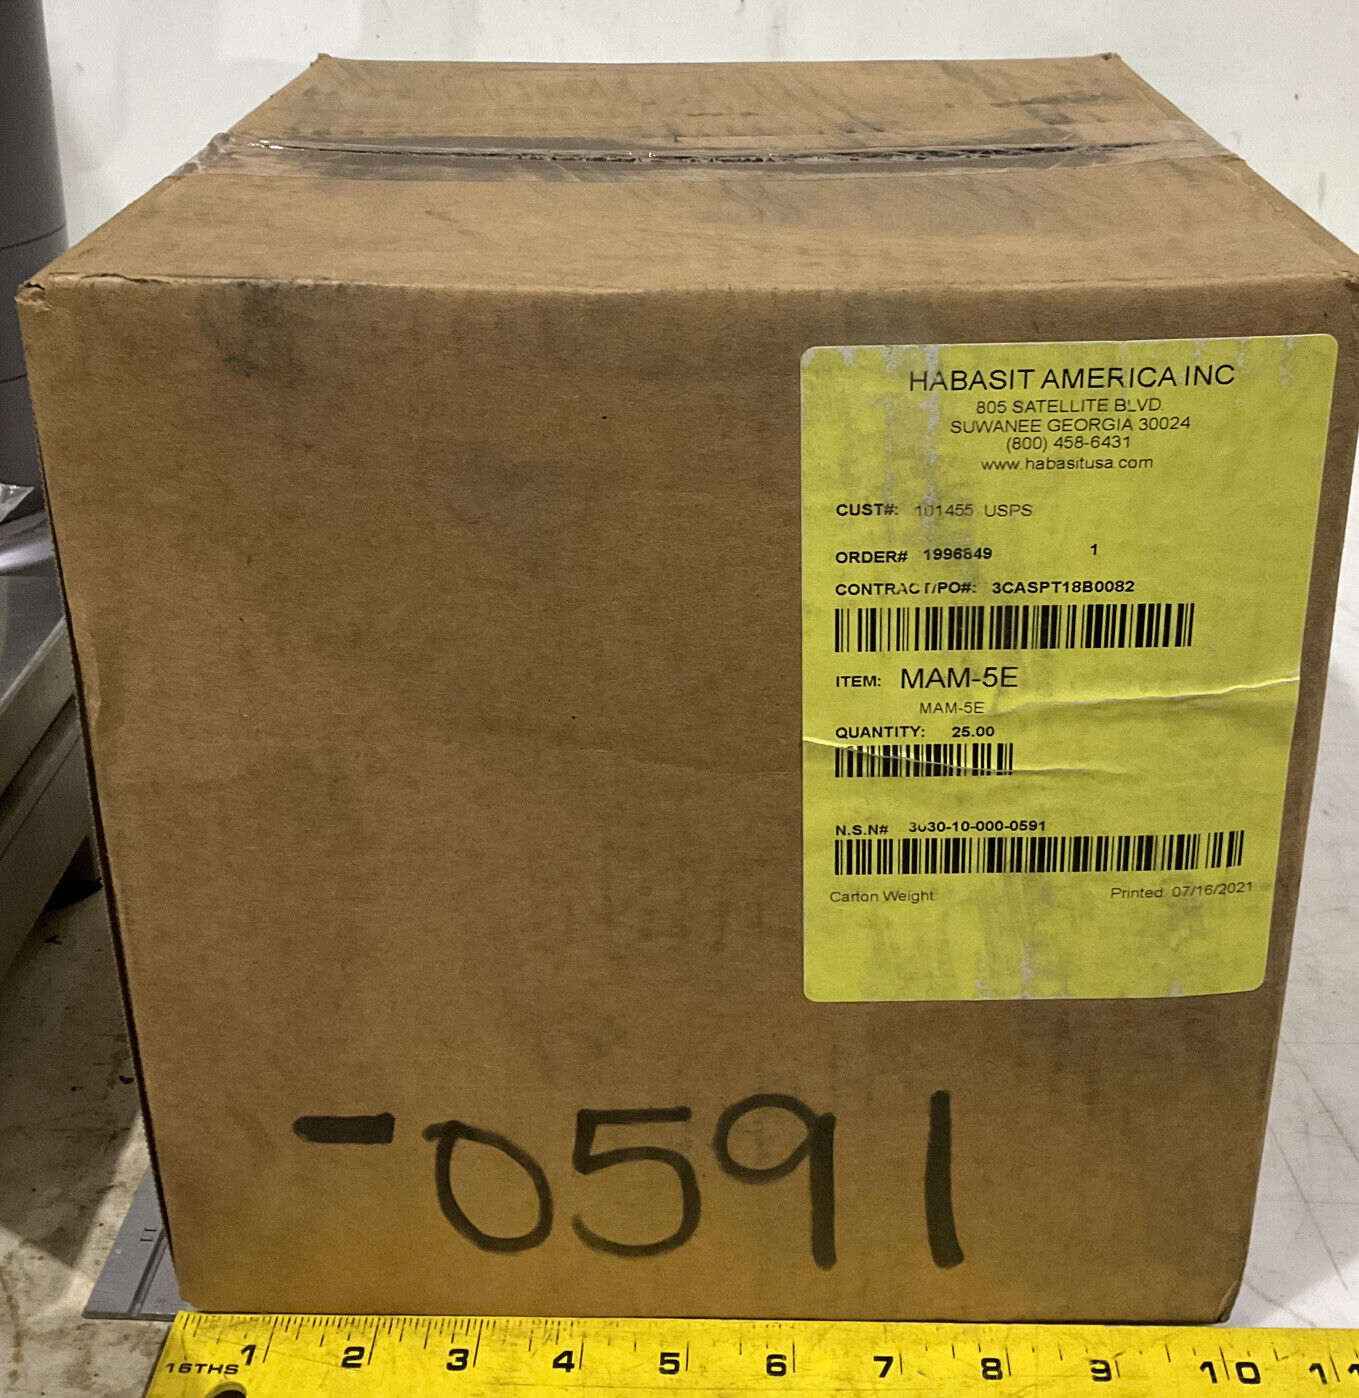 HABASIT AMERICA INC
805 SATELLITE BLVD.
SUWANEE GEORGIA 30024
(800) 458-6431
www.habasitusa.com
CUST#: 101455 USPS
ORDER# 1996849 1
CONTRACT/PO#: 3CASPT18B0082
ITEM: MAM-5E
MAM-5E
QUANTITY: 25.00
N.S.N# 3030-10-000-0591
Carton Weight: Printed: 07/16/2021
-0591
11
1 2 3 4 5 6 7 8 9 10 11
16THS